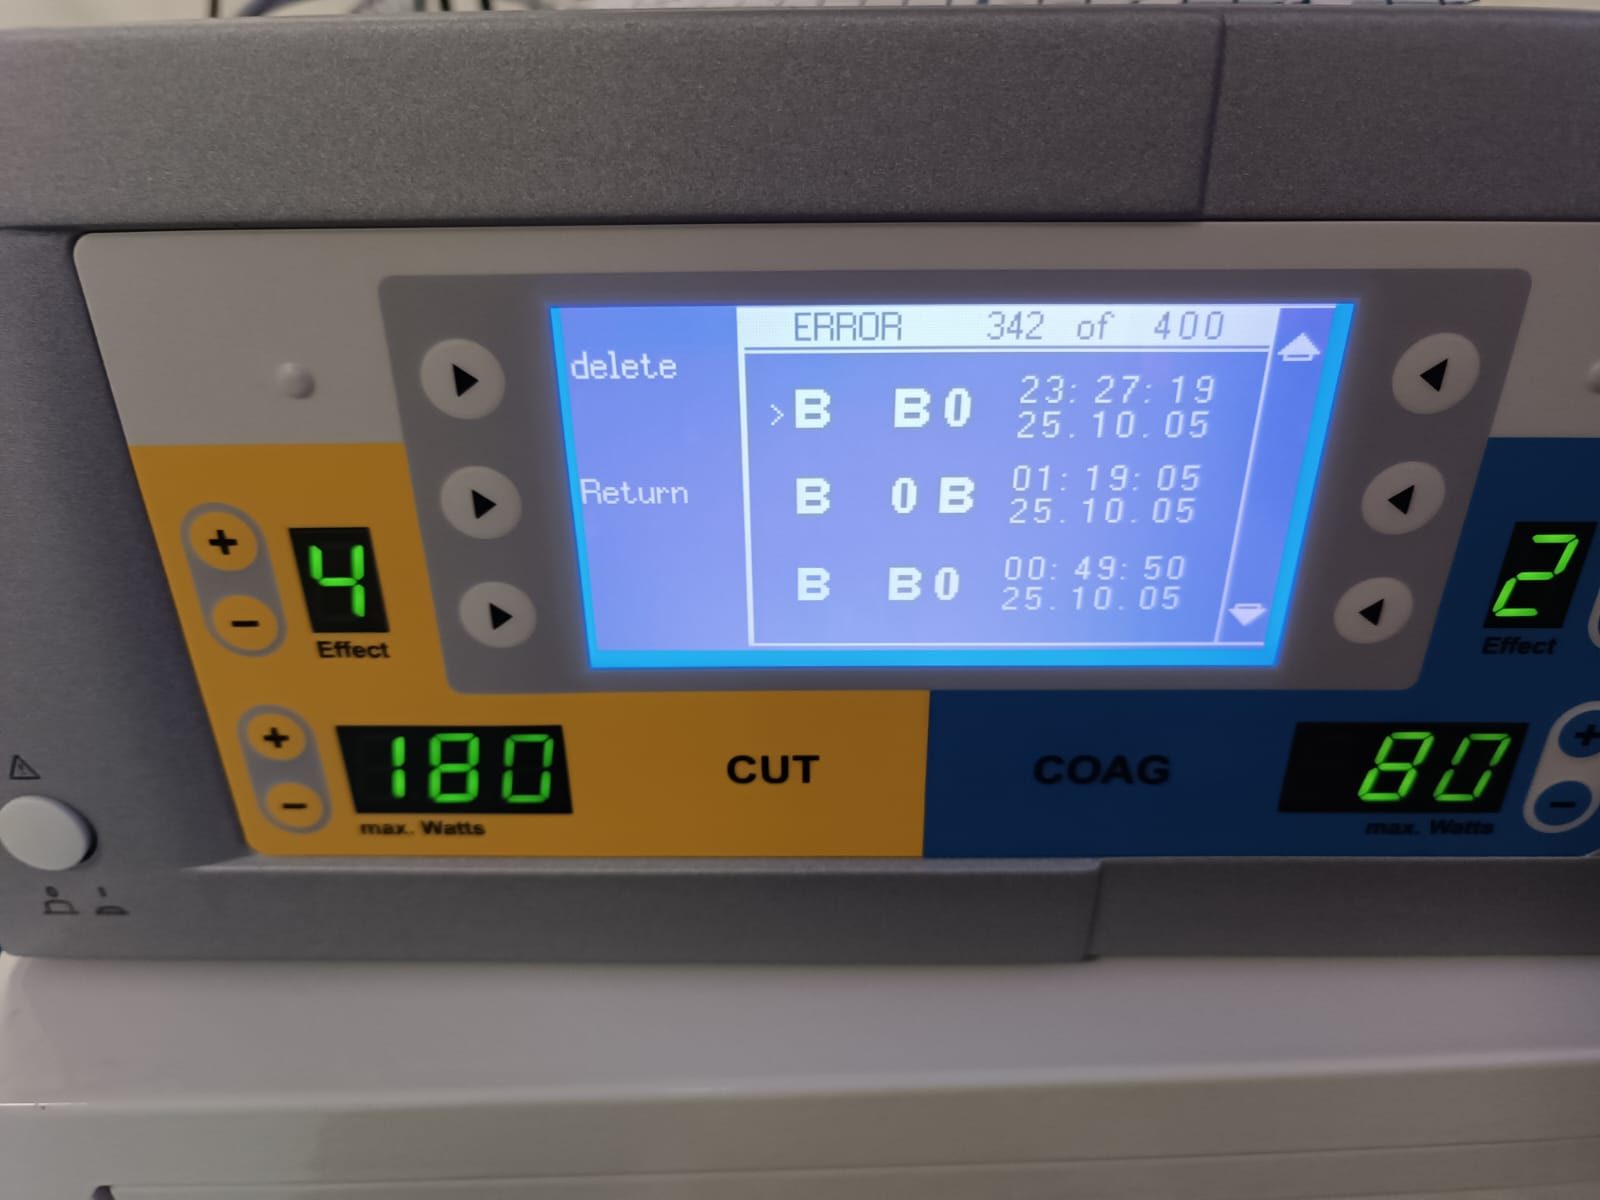 ERROR 342 of 400
delete
>B B0 23:27:19
25.10.05
Return
B 0B 01:19:05
25.10.05
B B0 00:49:50
25.10.05
+
-
4
Effect
2
Effect
+
-
180
max. Watts
CUT
COAG
80
max. Watts
+
-